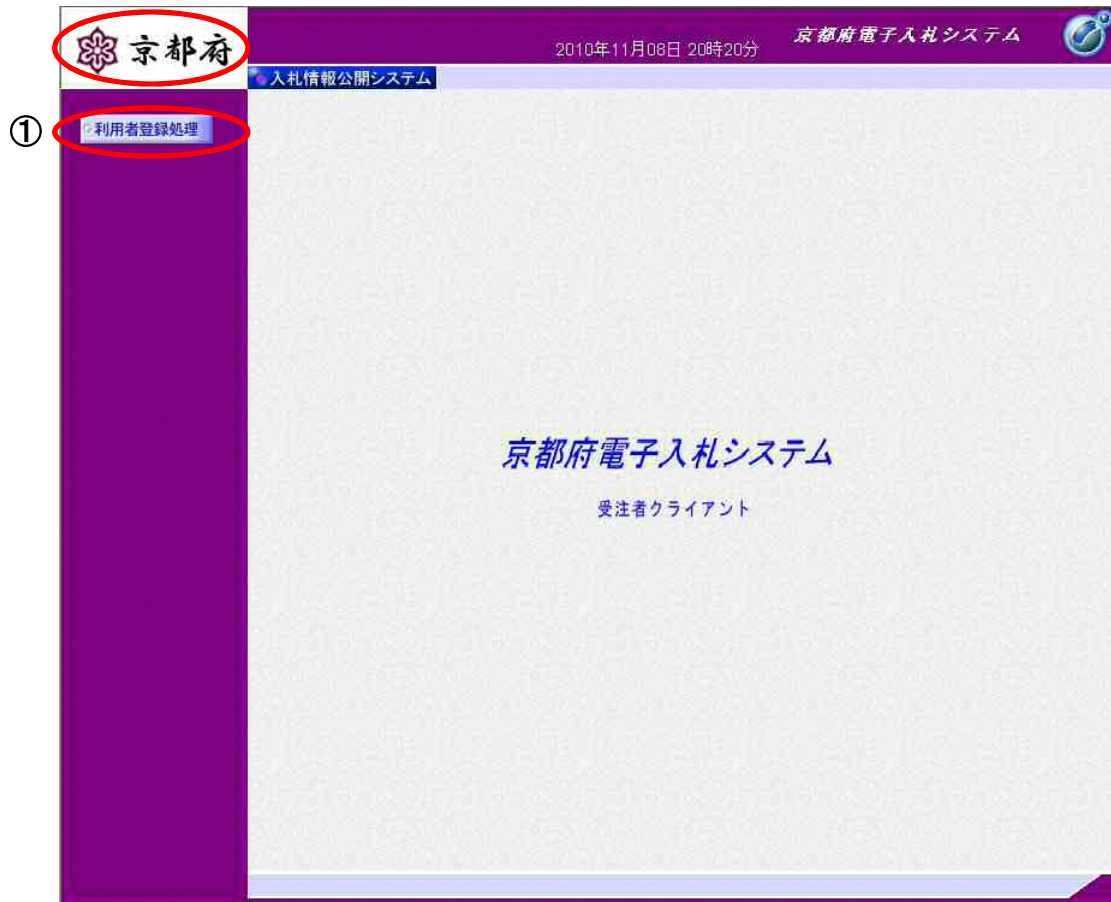 京都府
2010年11月08日 20時20分
京都府電子入札システム
入札情報公開システム
①
利用者登録処理
京都府電子入札システム
受注者クライアント